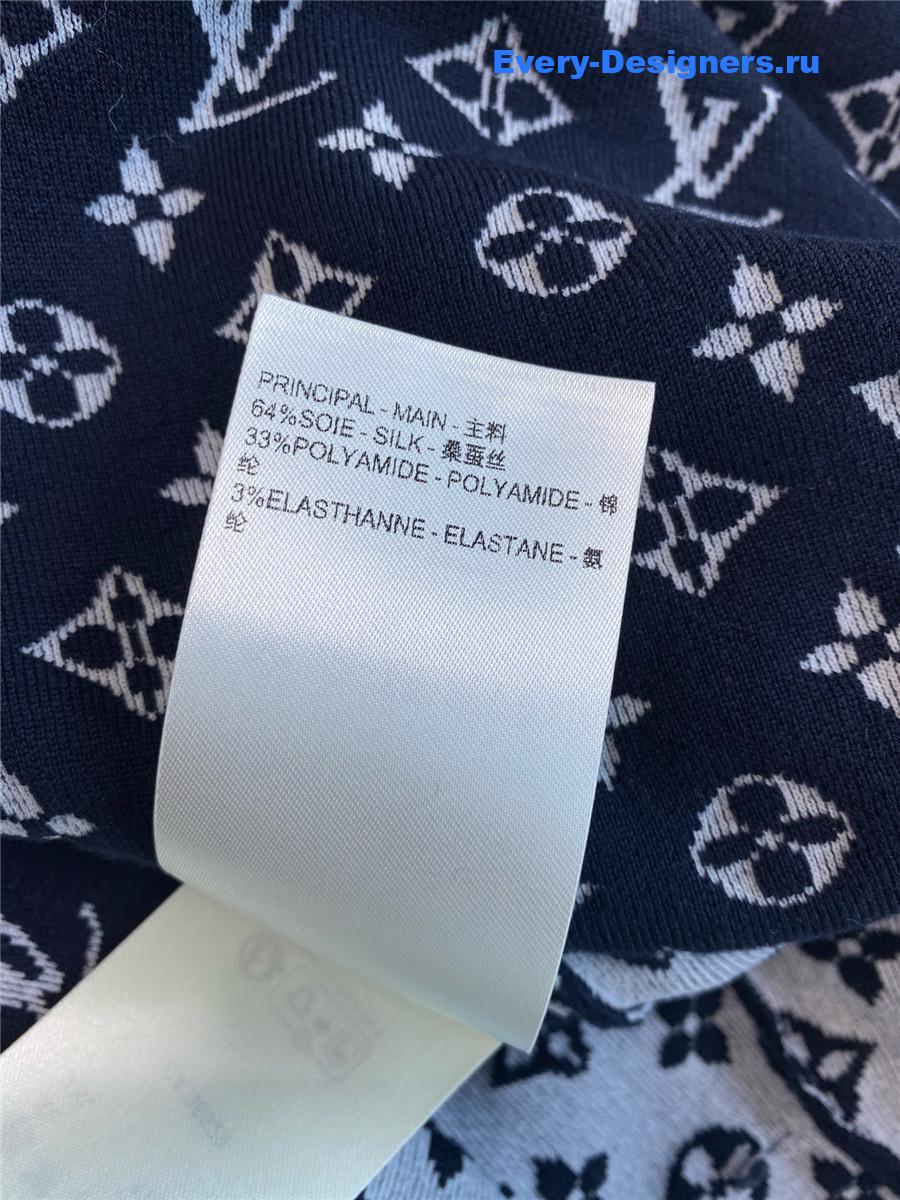 Every-Designers.ru
PRINCIPAL - MAIN - 主料
64%SOIE - SILK - 桑蚕丝
33%POLYAMIDE - POLYAMIDE - 锦
纶
3%ELASTHANNE - ELASTANE - 氨
纶